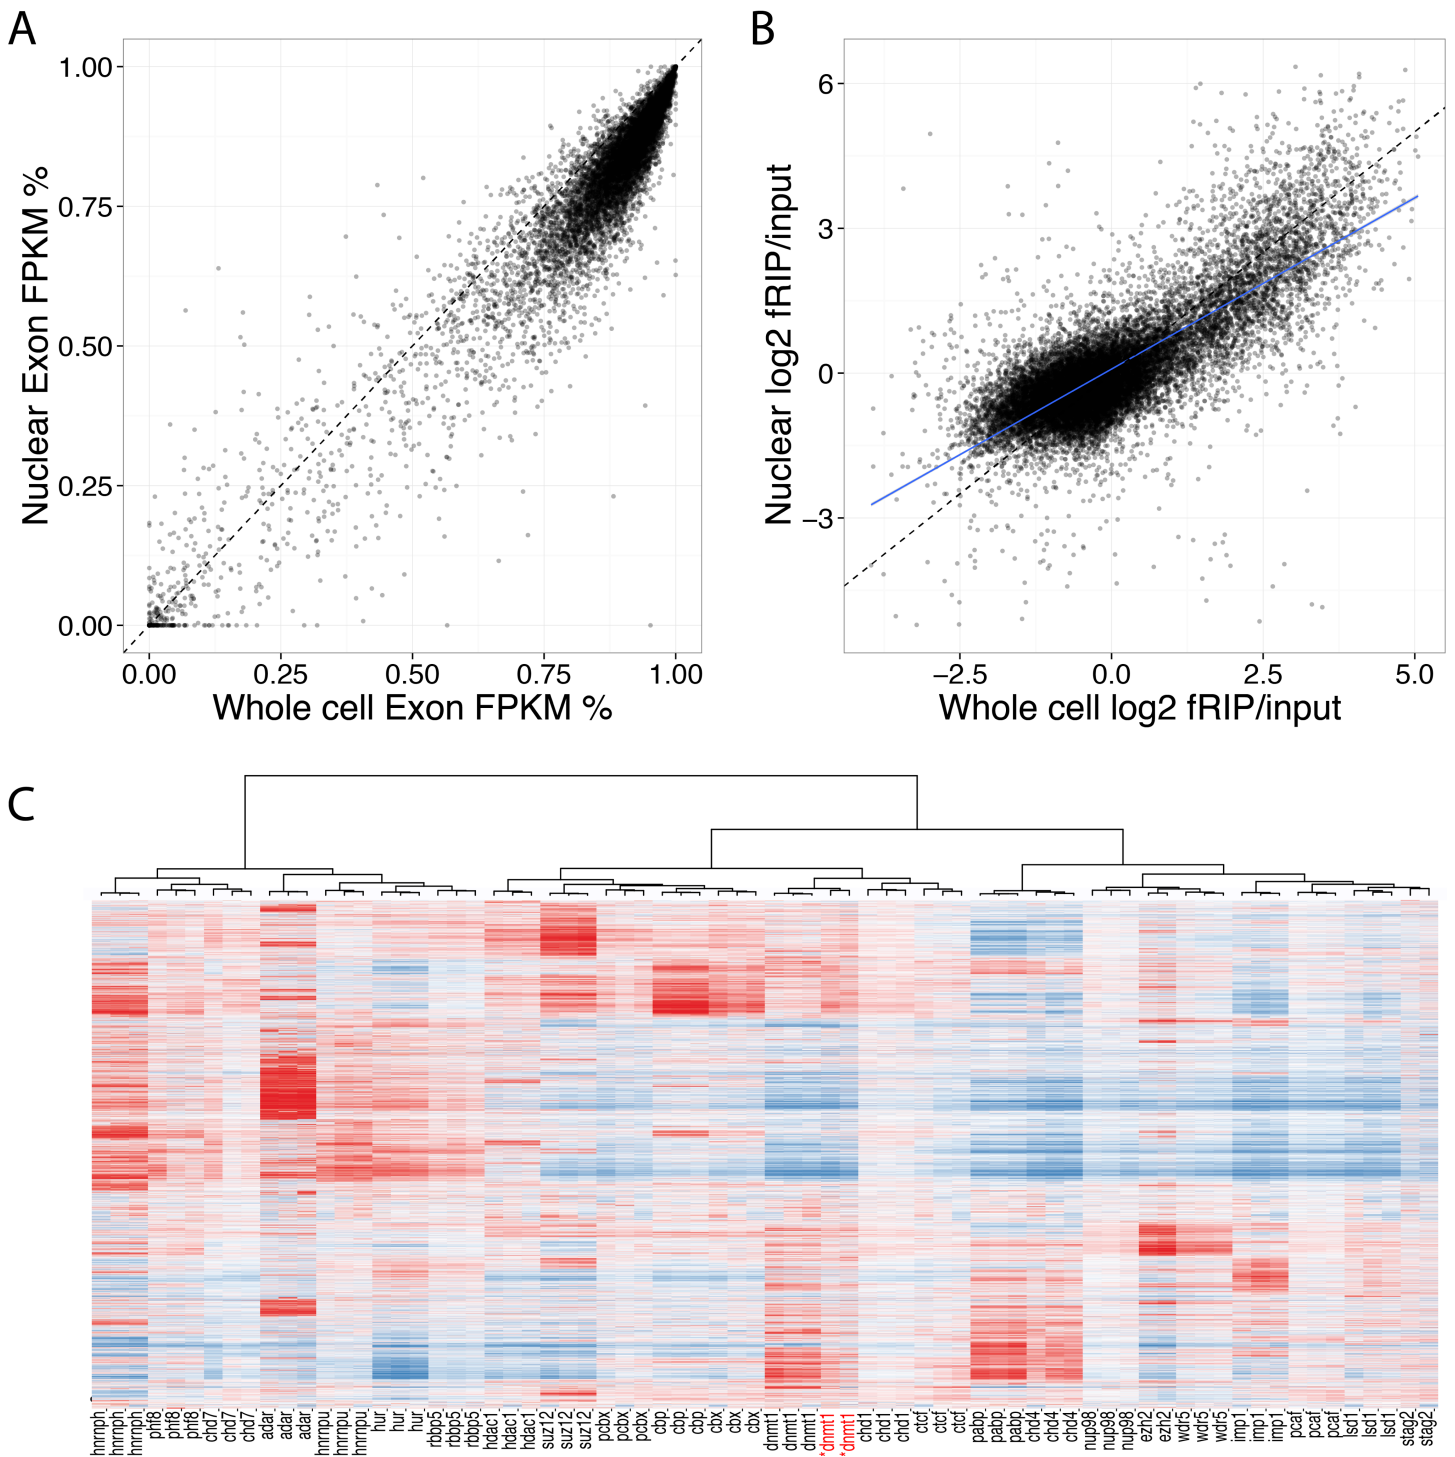 A
Nuclear Exon FPKM %
1.00
0.75
0.50
0.25
0.00
0.00 0.25 0.50 0.75 1.00
Whole cell Exon FPKM %
B
Nuclear log2 fRIP/input
6
3
0
−3
−2.5 0.0 2.5 5.0
Whole cell log2 fRIP/input
C
hnrnph
hnrnph
hnrnph
phf8
phf8
phf8
chd7
chd7
chd7
adar
adar
adar
hnrnpu
hnrnpu
hnrnpu
hur
hur
hur
rbbp5
rbbp5
rbbp5
hdac1
hdac1
hdac1
suz12
suz12
suz12
pcbx
pcbx
pcbx
cbp
cbp
cbp
cbx
cbx
cbx
dnmt1
dnmt1
dnmt1
*dnmt1
*dnmt1
chd1
chd1
chd1
ctcf
ctcf
ctcf
pabp
pabp
pabp
chd4
chd4
chd4
nup98
nup98
nup98
ezh2
ezh2
wdr5
wdr5
wdr5
imp1
imp1
imp1
pcaf
pcaf
pcaf
lsd1
lsd1
lsd1
stag2
stag2